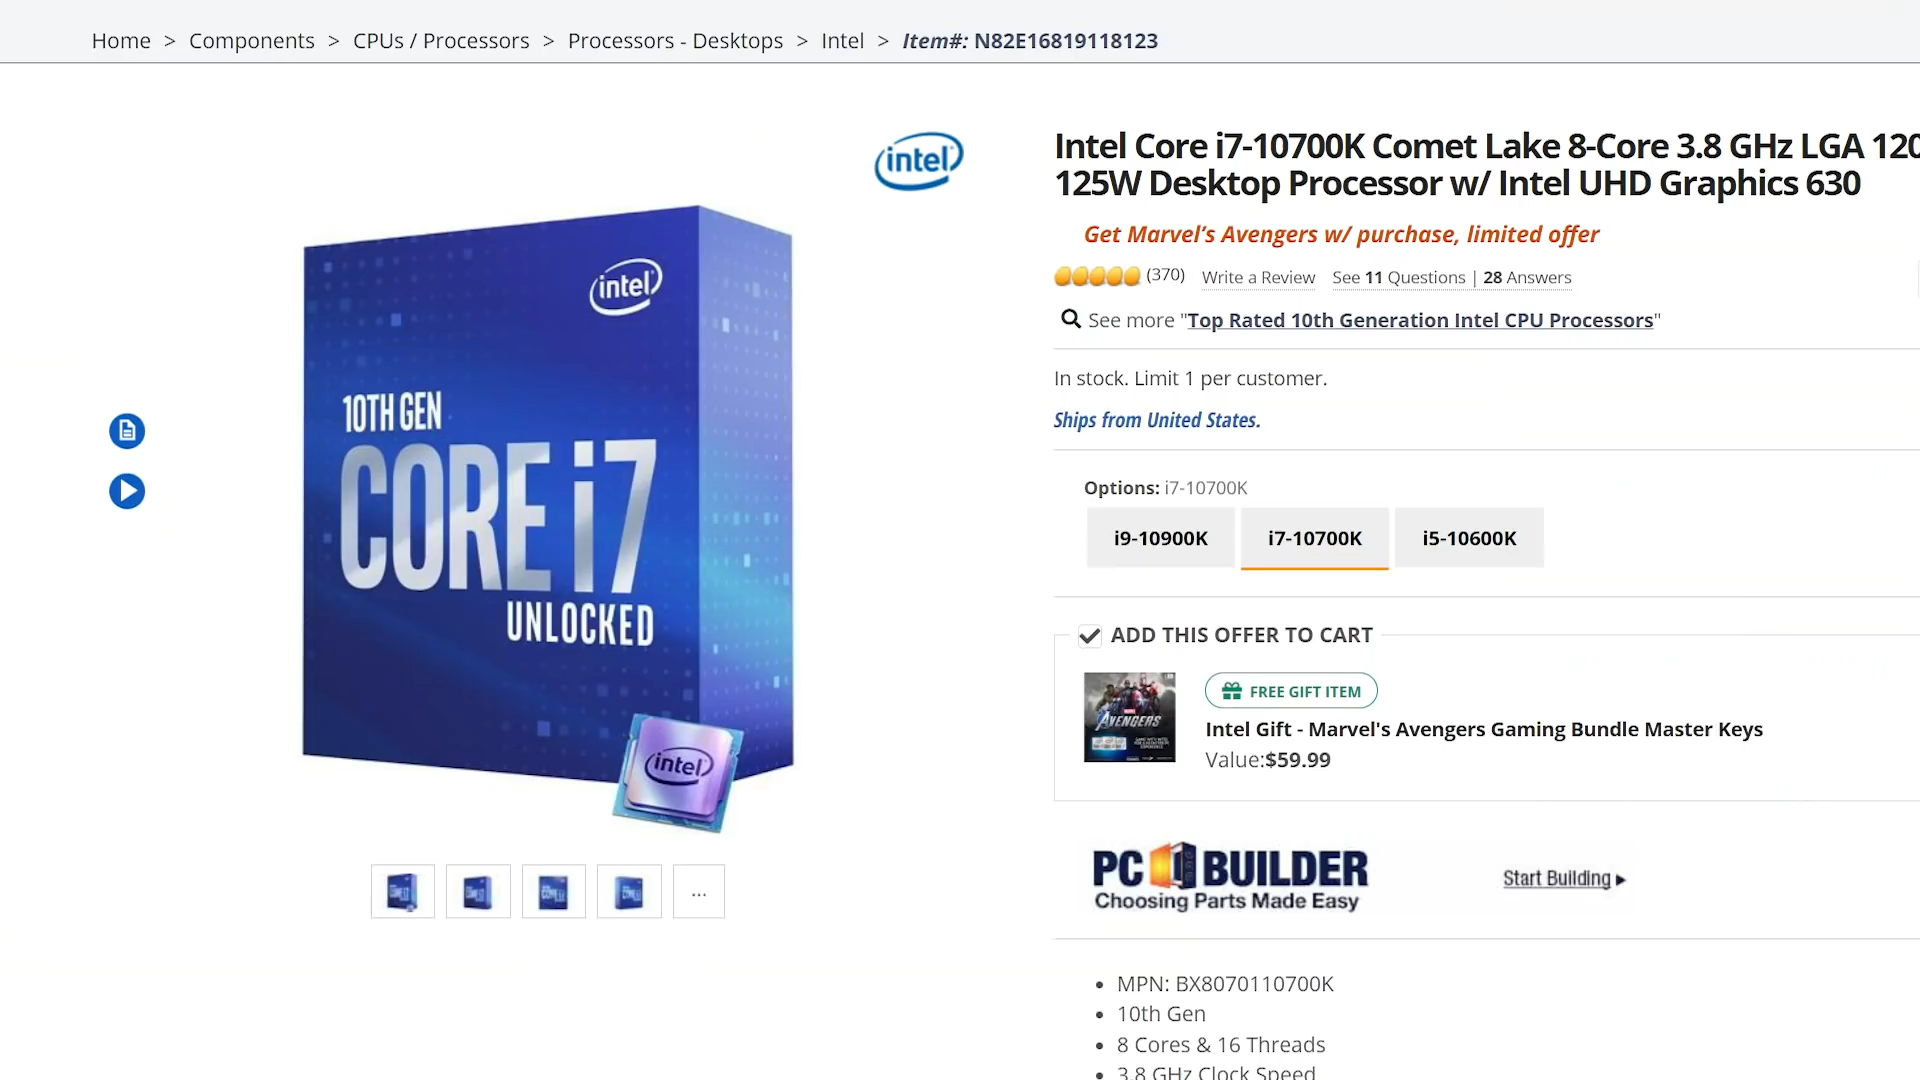 Home > Components > CPUs / Processors > Processors - Desktops > Intel > Item#: N82E16819118123
intel
Intel Core i7-10700K Comet Lake 8-Core 3.8 GHz LGA 120
125W Desktop Processor w/ Intel UHD Graphics 630
Get Marvel's Avengers w/ purchase, limited offer
(370) Write a Review See 11 Questions | 28 Answers
See more "Top Rated 10th Generation Intel CPU Processors"
In stock. Limit 1 per customer.
Ships from United States.
Options: i7-10700K
i9-10900K i7-10700K i5-10600K
intel
10TH GEN
CORE i7
UNLOCKED
intel
...
ADD THIS OFFER TO CART
MARVEL
AVENGERS
FREE GIFT ITEM
Intel Gift - Marvel's Avengers Gaming Bundle Master Keys
Value:$59.99
PC BUILDER
Choosing Parts Made Easy
Start Building
• MPN: BX8070110700K
• 10th Gen
• 8 Cores & 16 Threads
• 3.8 GHz Clock Speed